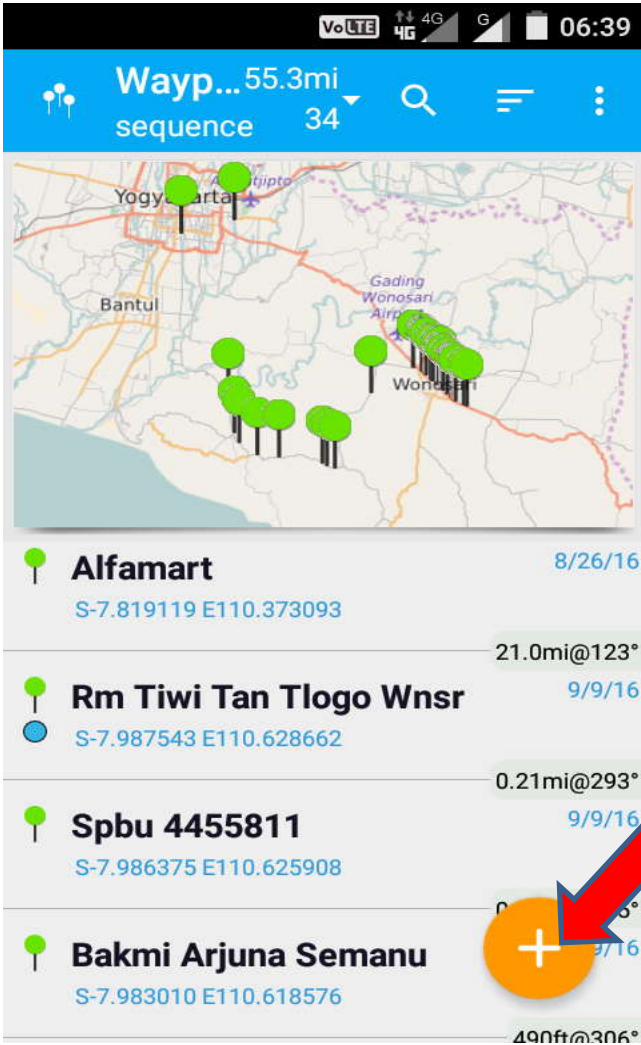 VoLTE 4G 4G G 06:39
Wayp... 55.3mi
sequence 34
Yogyakarta
Bantul
Gading
Wonosari
Wonosari
Alfamart 8/26/16
S-7.819119 E110.373093
21.0mi@123°
Rm Tiwi Tan Tlogo Wnsr 9/9/16
S-7.987543 E110.628662
0.21mi@293°
Spbu 4455811 9/9/16
S-7.986375 E110.625908
Bakmi Arjuna Semanu
S-7.983010 E110.618576
490ft@306°